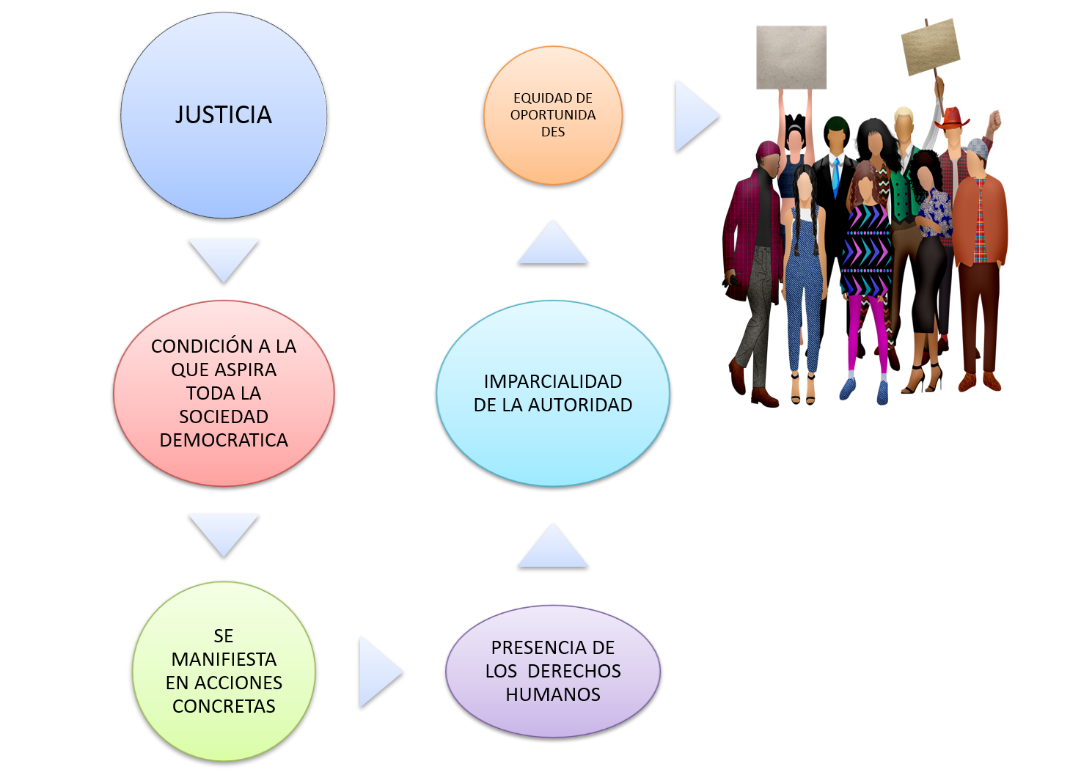 JUSTICIA
CONDICIÓN A LA
QUE ASPIRA
TODA LA
SOCIEDAD
DEMOCRATICA
SE
MANIFIESTA
EN ACCIONES
CONCRETAS
PRESENCIA DE
LOS DERECHOS
HUMANOS
IMPARCIALIDAD
DE LA AUTORIDAD
EQUIDAD DE
OPORTUNIDA
DES